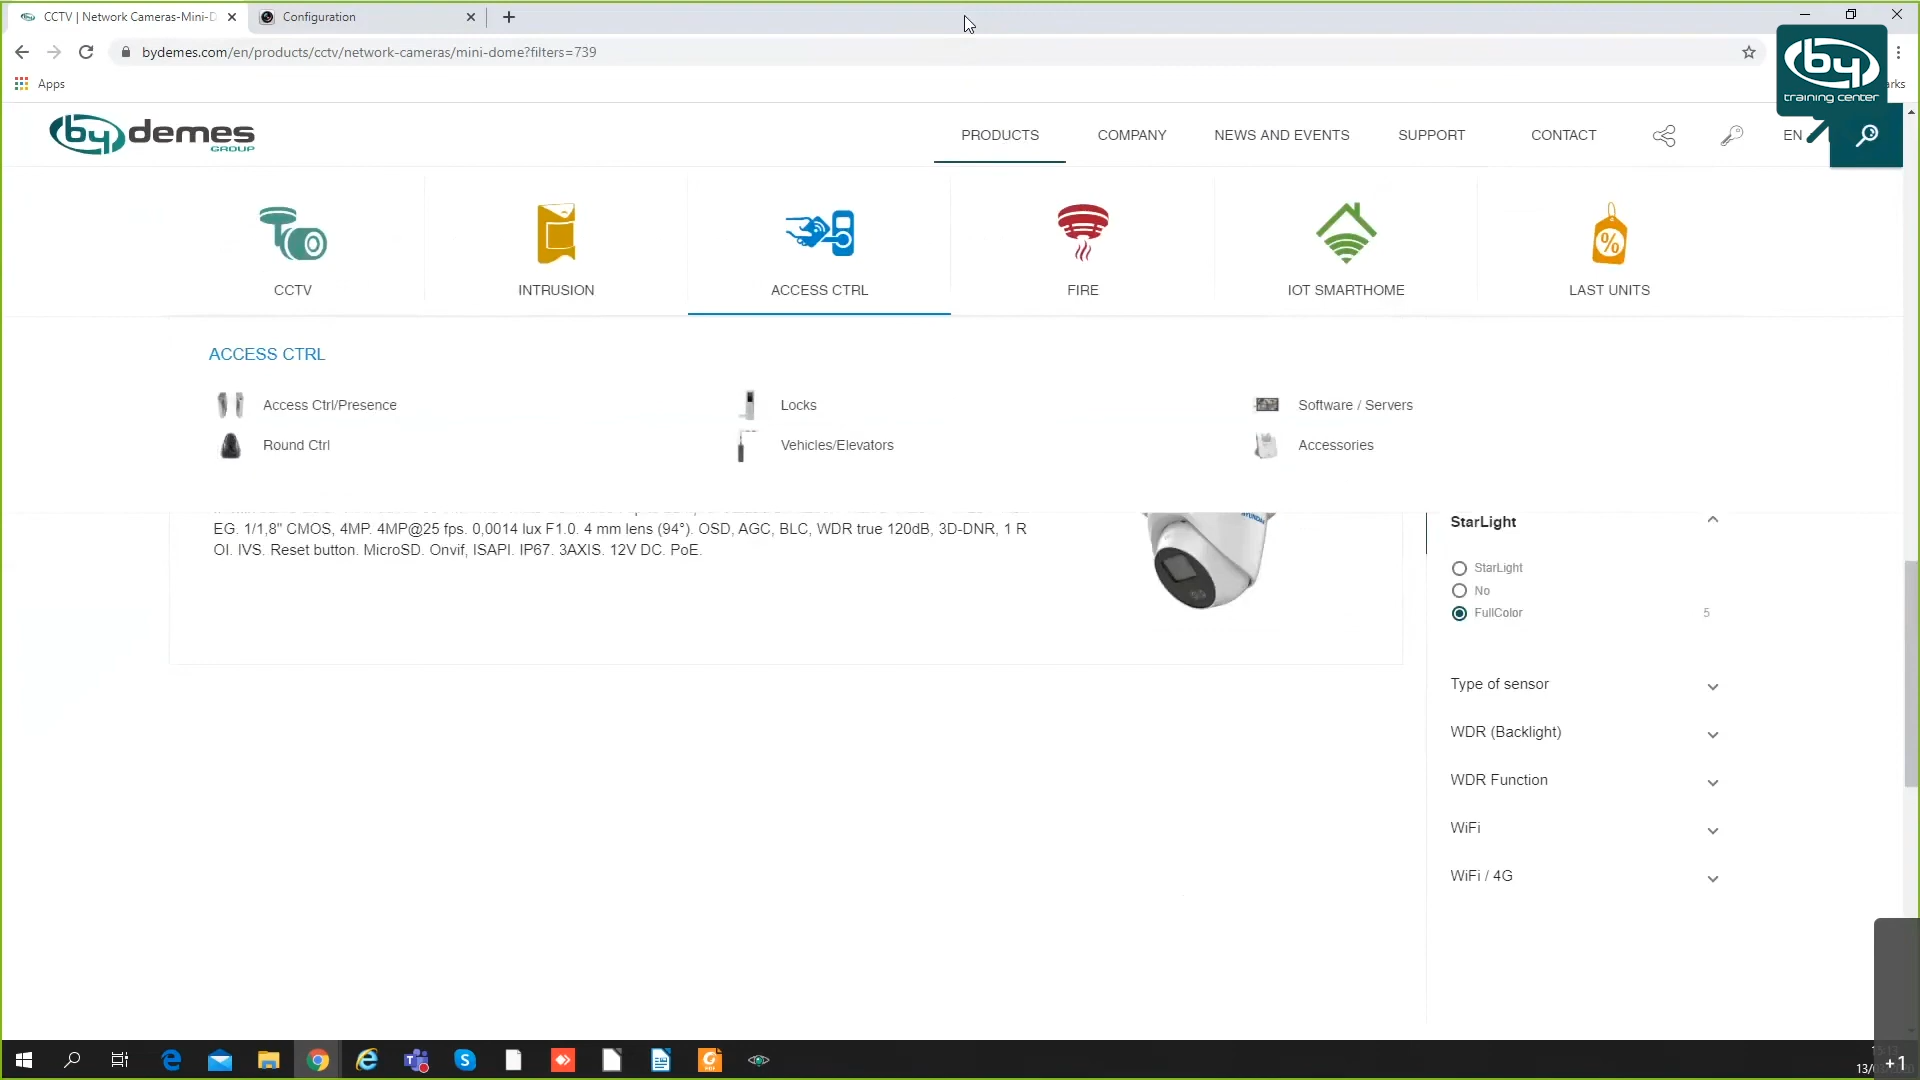 CCTV | Network Cameras-Mini-D
Configuration
bydemes.com/en/products/cctv/network-cameras/mini-dome?filters=739
Apps
arks
by
training center
by demes
GROUP
PRODUCTS
COMPANY
NEWS AND EVENTS
SUPPORT
CONTACT
EN
CCTV
INTRUSION
ACCESS CTRL
FIRE
IOT SMARTHOME
LAST UNITS
ACCESS CTRL
Access Ctrl/Presence
Locks
Software / Servers
Round Ctrl
Vehicles/Elevators
Accessories
EG. 1/1,8" CMOS, 4MP. 4MP@25 fps. 0,0014 lux F1.0. 4 mm lens (94°). OSD, AGC, BLC, WDR true 120dB, 3D-DNR, 1 R
OI. IVS. Reset button. MicroSD. Onvif, ISAPI. IP67. 3AXIS. 12V DC. PoE.
StarLight
StarLight
No
FullColor 5
Type of sensor
WDR (Backlight)
WDR Function
WiFi
WiFi / 4G
13/
+1